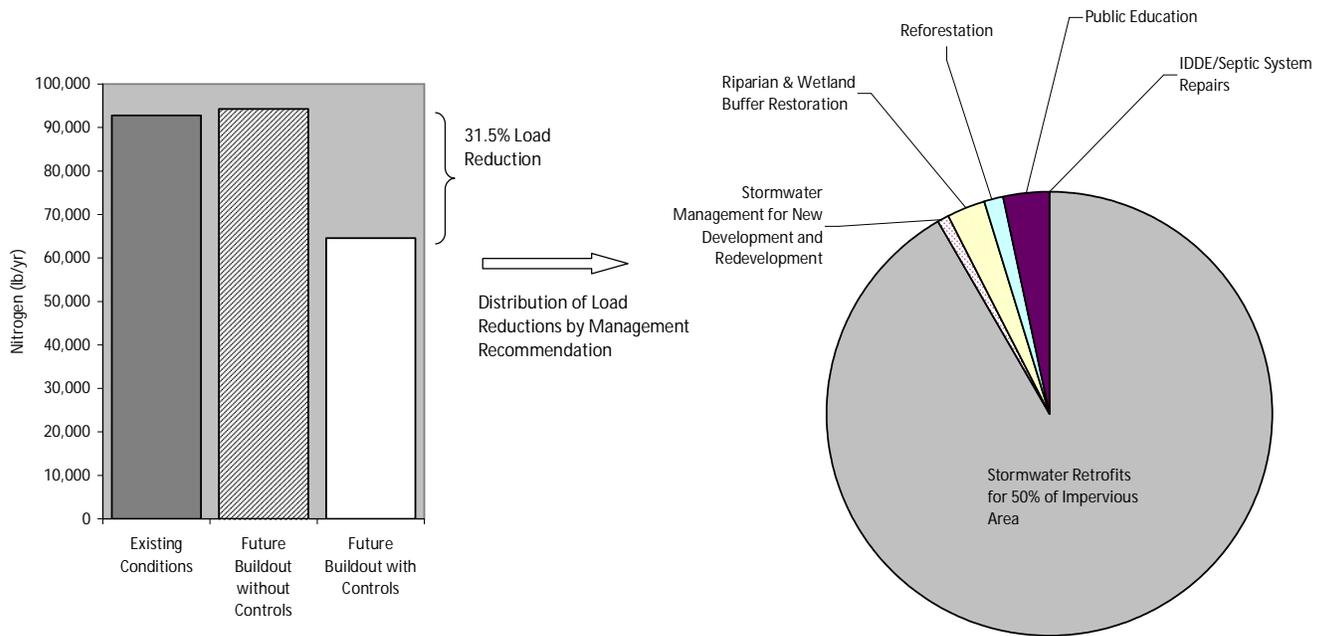 100,000
90,000
80,000
70,000
60,000
50,000
40,000
30,000
20,000
10,000
0
Nitrogen (lb/yr)
Existing
Conditions
Future
Buildout
without
Controls
Future
Buildout with
Controls
31.5% Load
Reduction
Distribution of Load
Reductions by Management
Recommendation
Stormwater
Management for New
Development and
Redevelopment
Riparian & Wetland
Buffer Restoration
Reforestation
Public Education
IDDE/Septic System
Repairs
Stormwater Retrofits
for 50% of Impervious
Area